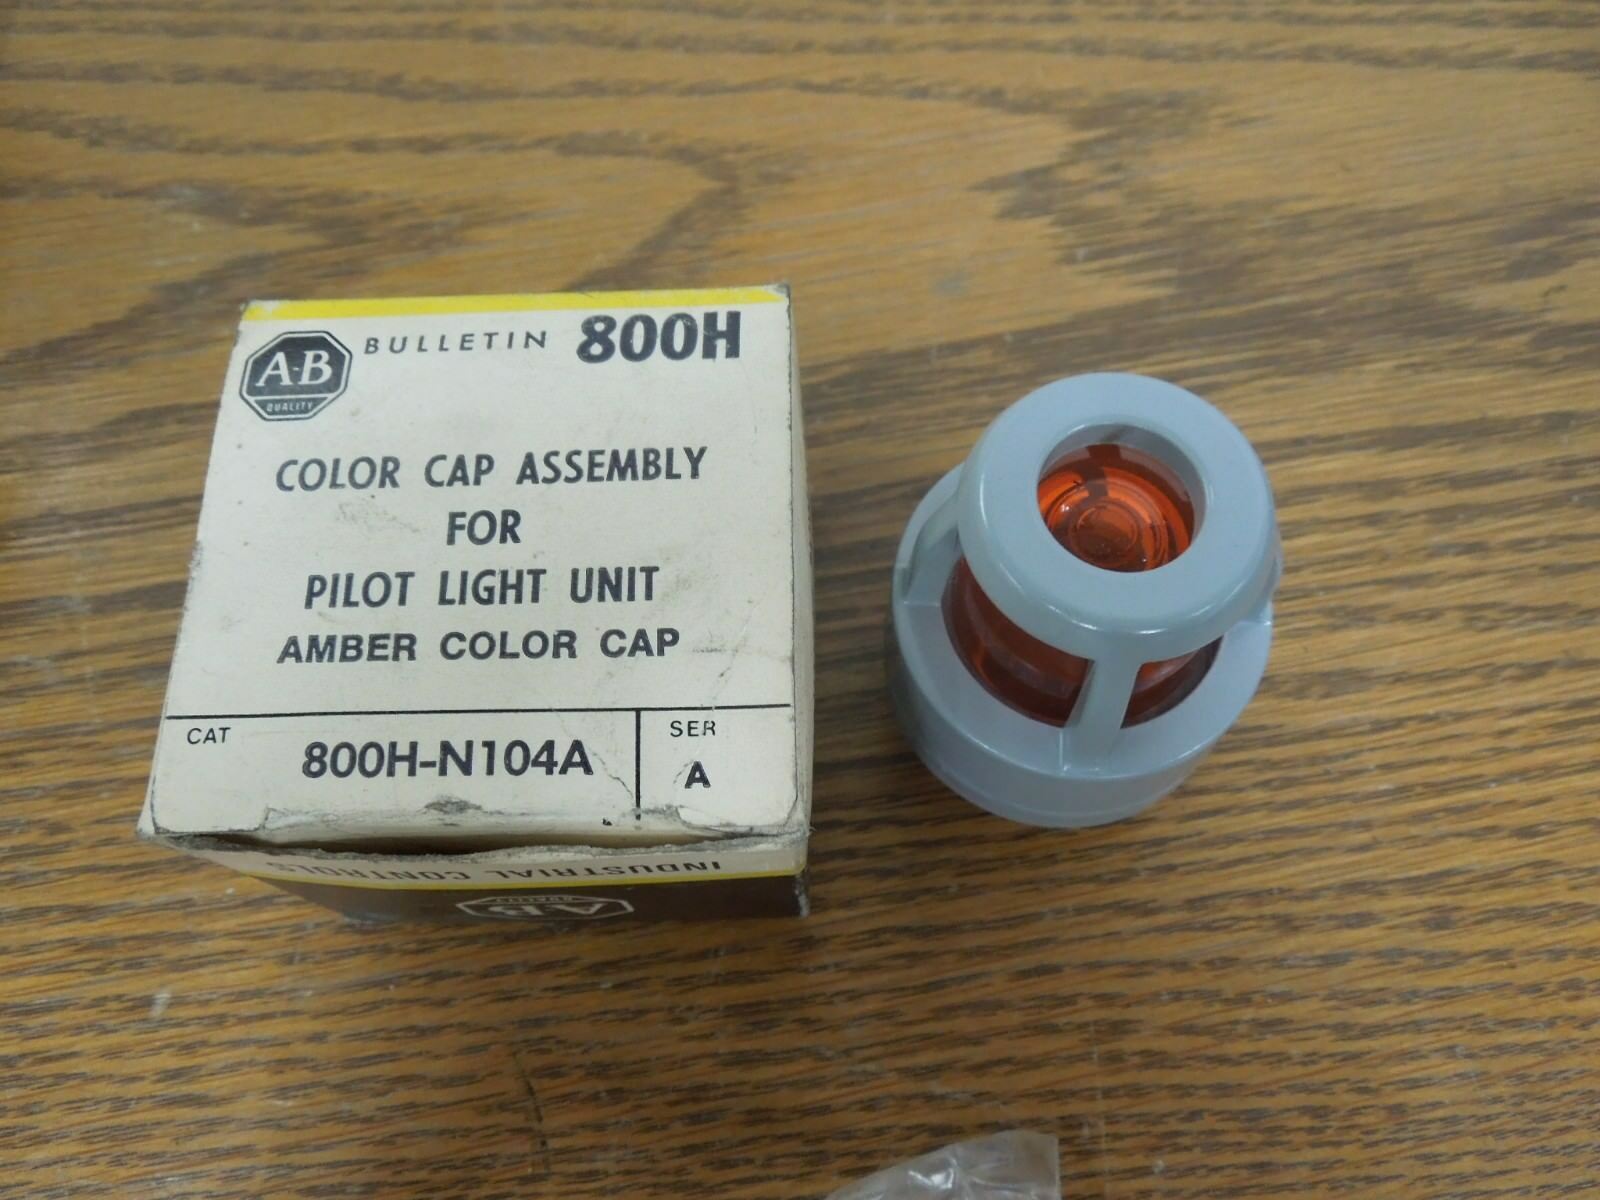 A-B
QUALITY
BULLETIN 800H
COLOR CAP ASSEMBLY
FOR
PILOT LIGHT UNIT
AMBER COLOR CAP
CAT
800H-N104A
SER
A
INDUSTRIAL CONTROLS
A-B
QUALITY